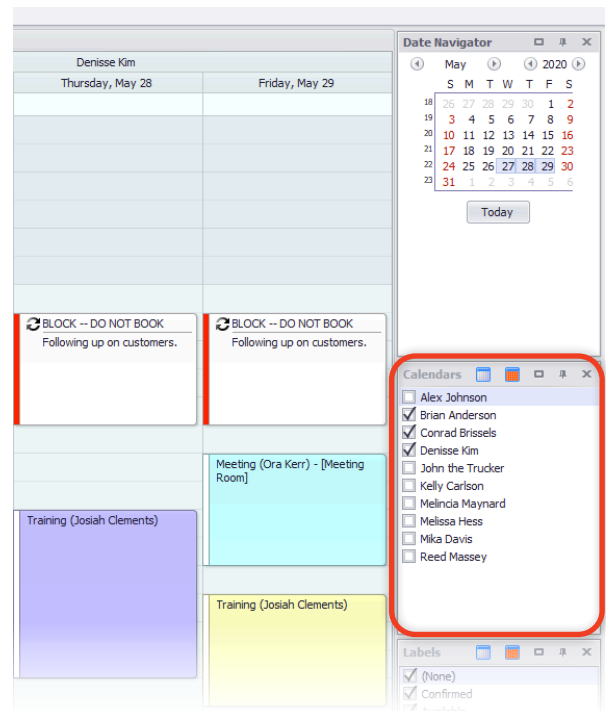 Denisse Kim
Thursday, May 28
Friday, May 29
BLOCK -- DO NOT BOOK
Following up on customers.
BLOCK -- DO NOT BOOK
Following up on customers.
Meeting (Ora Kerr) - [Meeting
Room]
Training (Josiah Clements)
Training (Josiah Clements)
Date Navigator
May 2020
S M T W T F S
18 26 27 28 29 30 1 2
19 3 4 5 6 7 8 9
20 10 11 12 13 14 15 16
21 17 18 19 20 21 22 23
22 24 25 26 27 28 29 30
23 31 1 2 3 4 5 6
Today
Calendars
Alex Johnson
Brian Anderson
Conrad Brissels
Denisse Kim
John the Trucker
Kelly Carlson
Melincia Maynard
Melissa Hess
Mika Davis
Reed Massey
Labels
(None)
Confirmed
Available